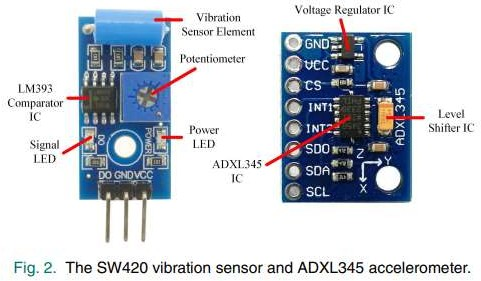 Vibration
Sensor Element
Potentiometer
LM393
Comparator
IC
Signal
LED
Power
LED
DO
POWER
DO GND VCC
Voltage Regulator IC
GND
VCC
CS
INT1
INT2
SDO
SDA
SCL
ADXL345
Z
Y
X
Level
Shifter IC
ADXL345
IC
Fig. 2. The SW420 vibration sensor and ADXL345 accelerometer.